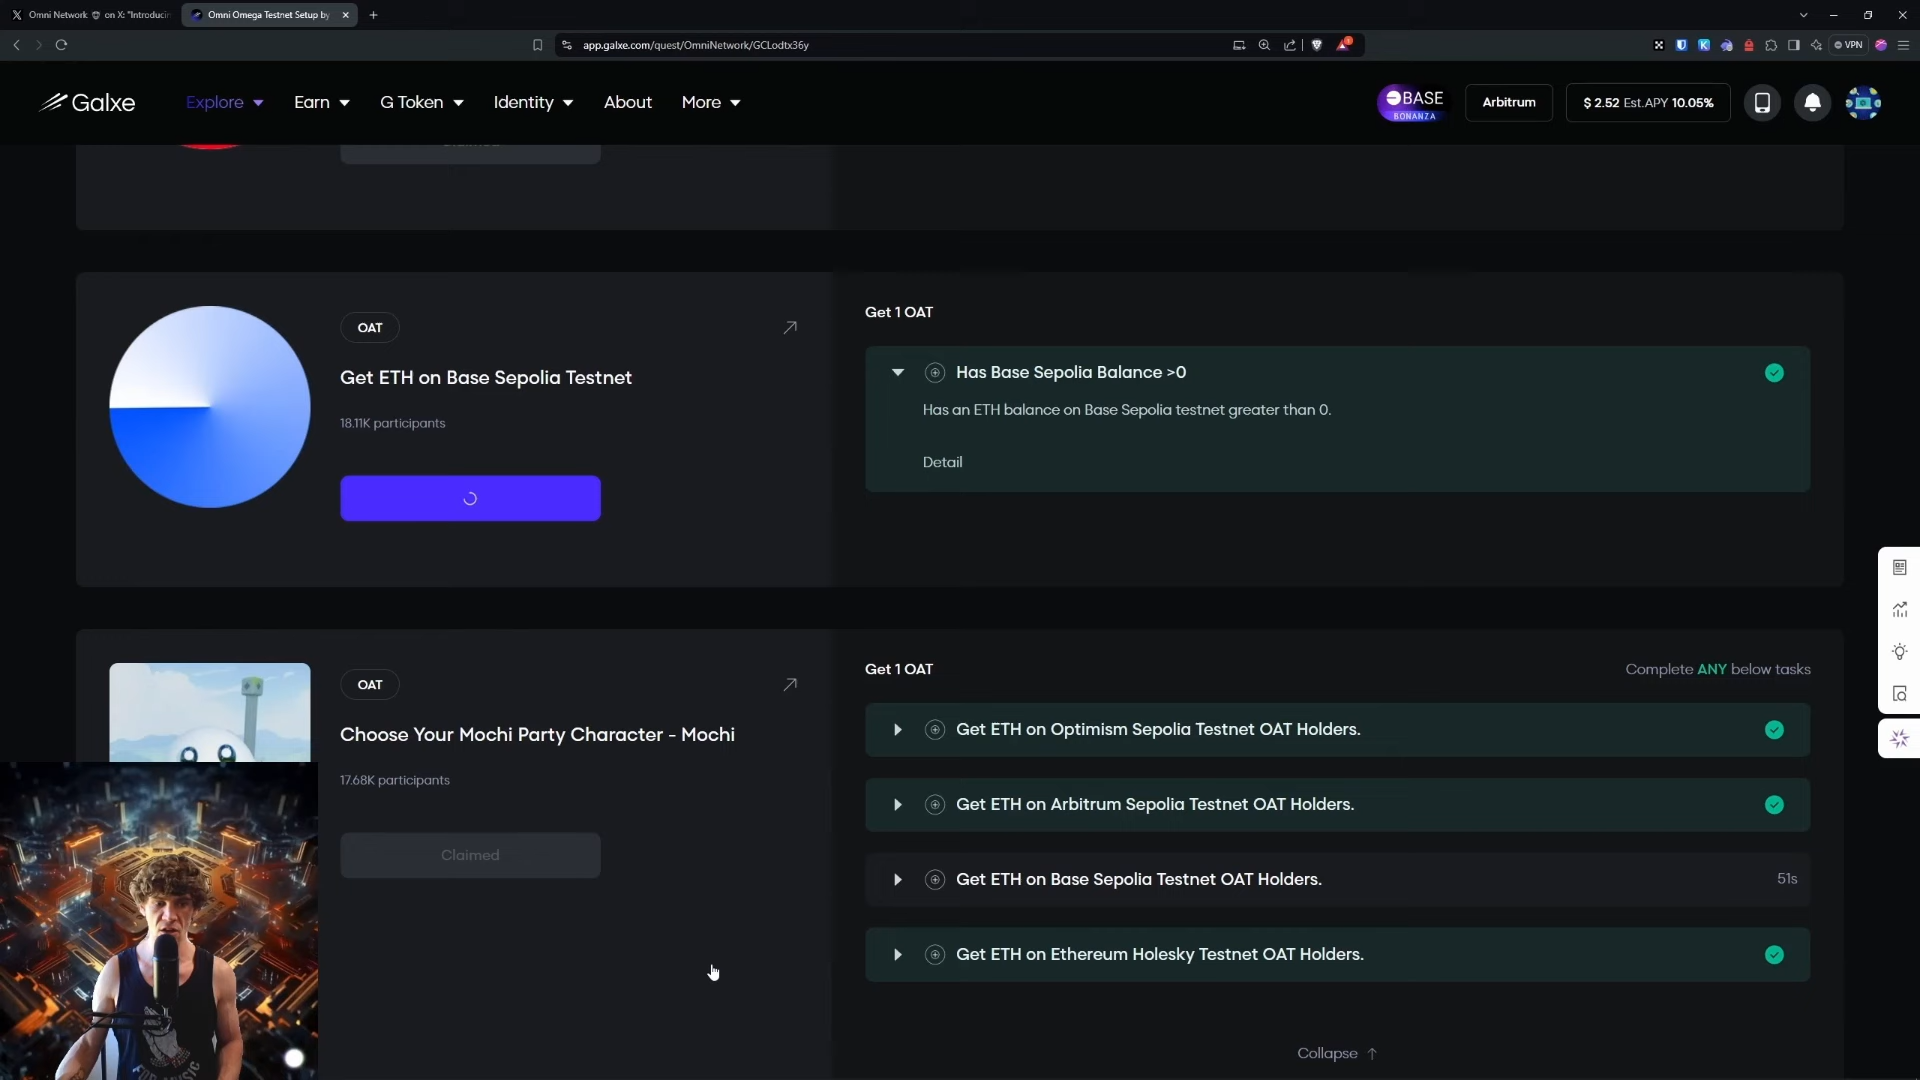 Omni Network on X: "Introducin
Omni Omega Testnet Setup by
app.galxe.com/quest/OmniNetwork/GCLodtx36y
VPN
Galxe
Explore
Earn
G Token
Identity
About
More
BASE
BONANZA
Arbitrum
$ 2.52 Est.APY 10.05%
Claimed
OAT
Get ETH on Base Sepolia Testnet
18.11K participants
Get 1 OAT
Has Base Sepolia Balance >0
Has an ETH balance on Base Sepolia testnet greater than 0.
Detail
OAT
Choose Your Mochi Party Character - Mochi
17.68K participants
Claimed
Get 1 OAT
Complete ANY below tasks
Get ETH on Optimism Sepolia Testnet OAT Holders.
Get ETH on Arbitrum Sepolia Testnet OAT Holders.
Get ETH on Base Sepolia Testnet OAT Holders.
51s
Get ETH on Ethereum Holesky Testnet OAT Holders.
Collapse